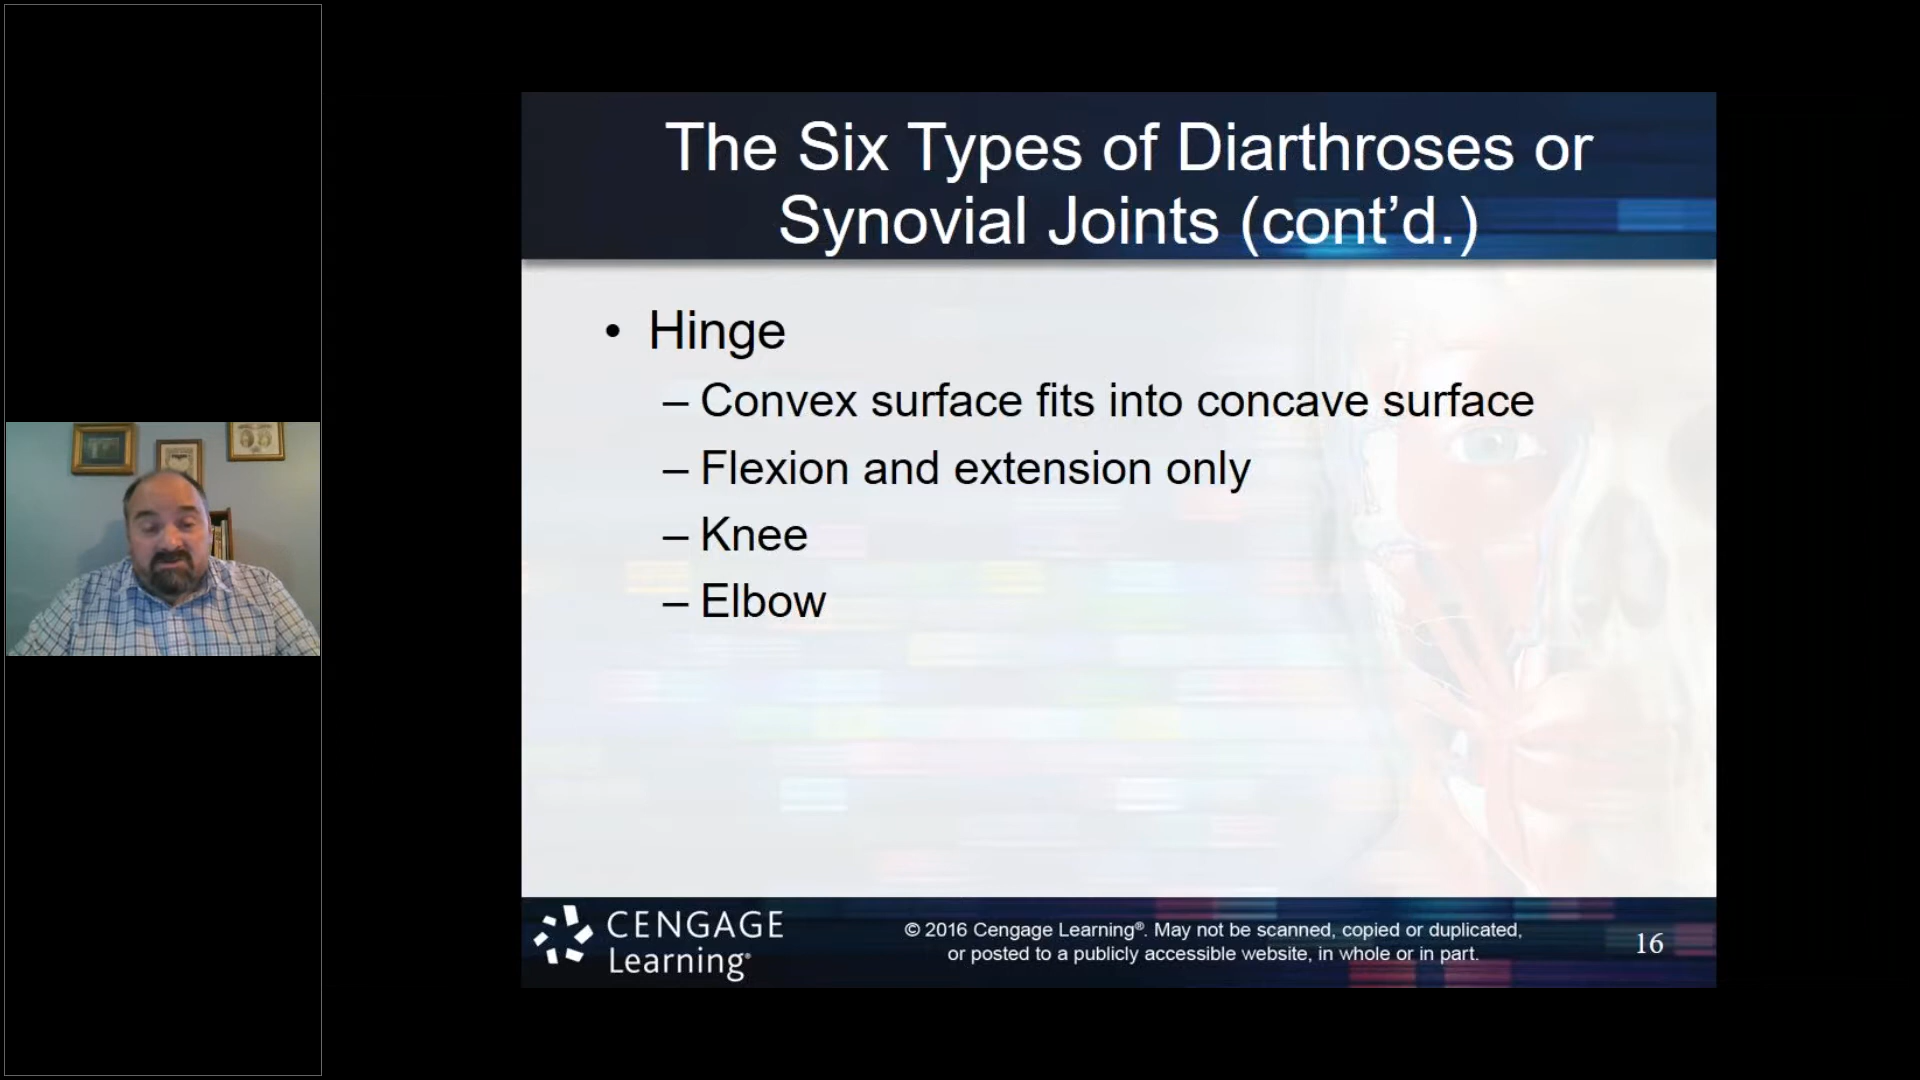 The Six Types of Diarthroses or
Synovial Joints (cont’d.)
• Hinge
– Convex surface fits into concave surface
– Flexion and extension only
– Knee
– Elbow
CENGAGE
Learning®
© 2016 Cengage Learning®. May not be scanned, copied or duplicated,
or posted to a publicly accessible website, in whole or in part.
16